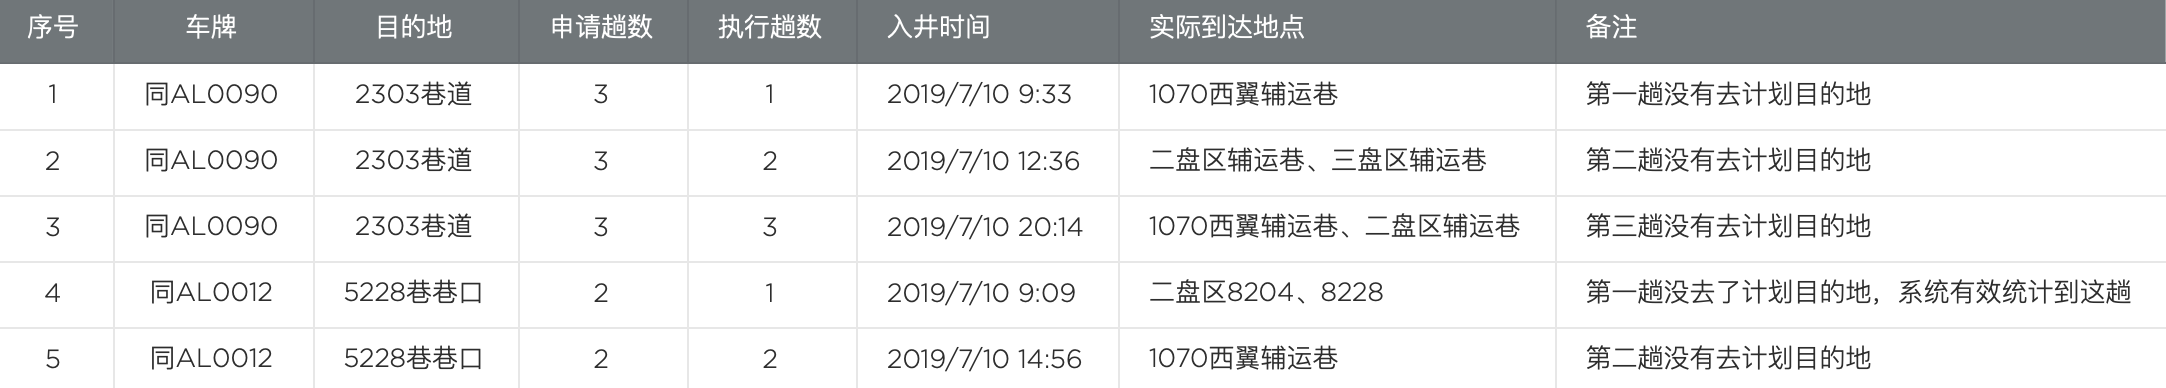 序号 车牌 目的地 申请趟数 执行趟数 入井时间 实际到达地点 备注
1 同AL0090 2303巷道 3 1 2019/7/10 9:33 1070西翼辅运巷 第一趟没有去计划目的地
2 同AL0090 2303巷道 3 2 2019/7/10 12:36 二盘区辅运巷、三盘区辅运巷 第二趟没有去计划目的地
3 同AL0090 2303巷道 3 3 2019/7/10 20:14 1070西翼辅运巷、二盘区辅运巷 第三趟没有去计划目的地
4 同AL0012 5228巷巷口 2 1 2019/7/10 9:09 二盘区8204、8228 第一趟没去了计划目的地，系统有效统计到这趟
5 同AL0012 5228巷巷口 2 2 2019/7/10 14:56 1070西翼辅运巷 第二趟没有去计划目的地